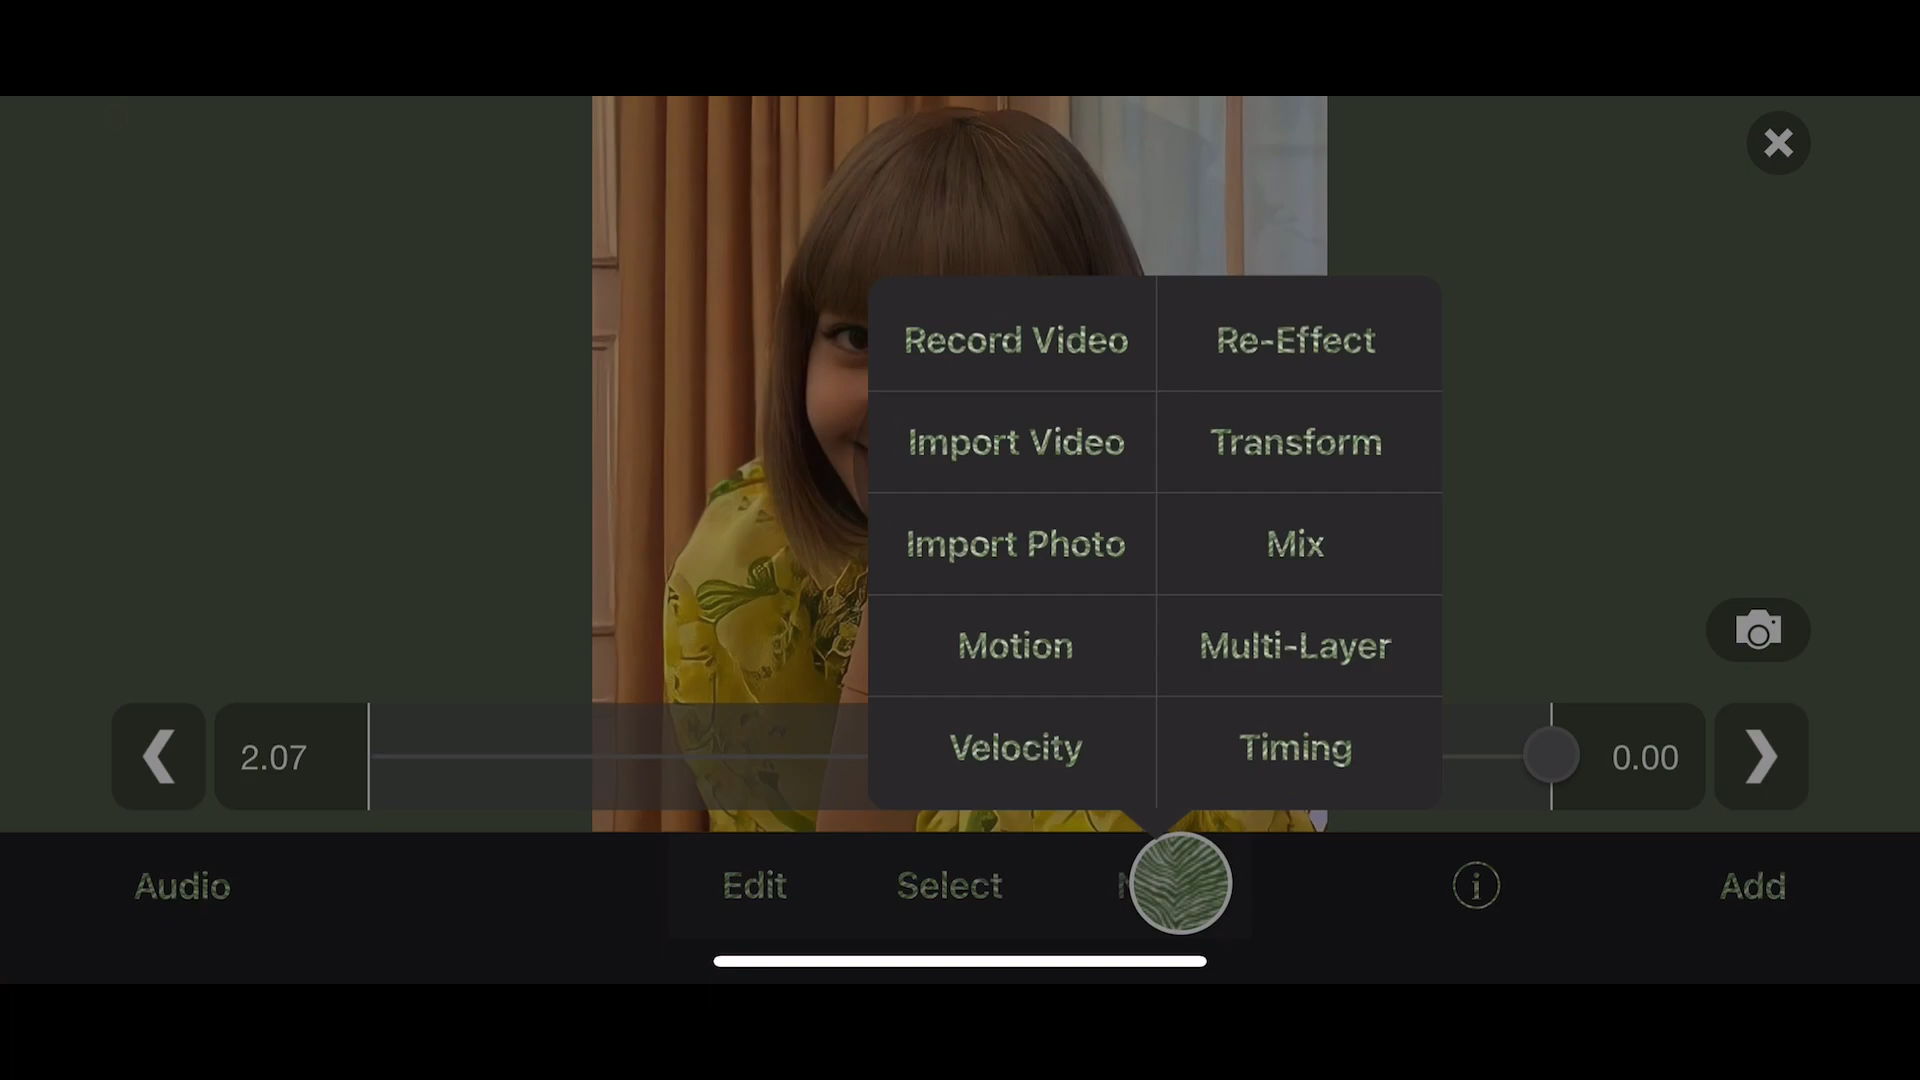 Record Video
Re-Effect
Import Video
Transform
Import Photo
Mix
Motion
Multi-Layer
Velocity
Timing
2.07
0.00
Audio
Edit
Select
Add